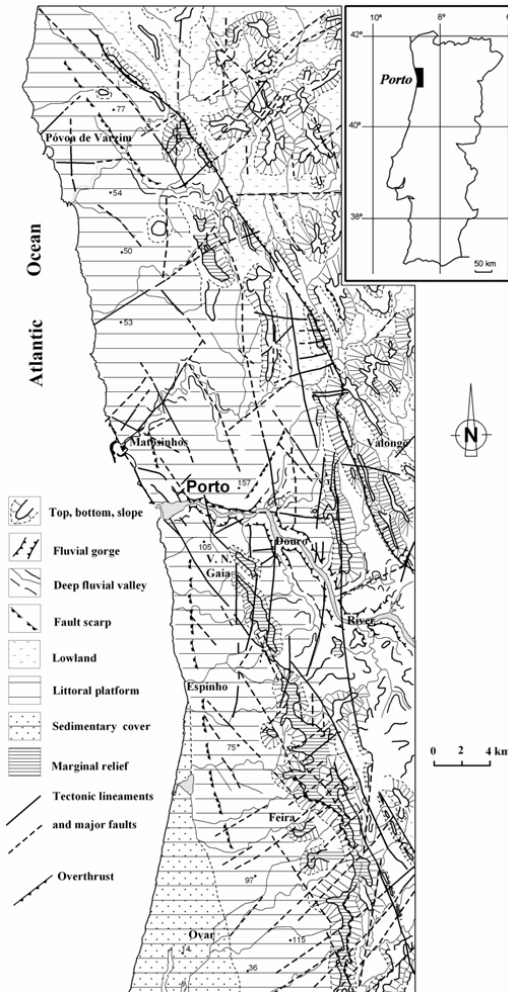 10°
8°
42°
Porto
40°
38°
50 km
77
Póvoa de Varzim
54
50
53
Atlantic Ocean
Matosinhos
Valongo
N
Porto
157
105
Douro
V. N.
Gaia
River
Espinho
75
Feira
97
Ovar
115
14
36
Top, bottom, slope
Fluvial gorge
Deep fluvial valley
Fault scarp
Lowland
Littoral platform
Sedimentary cover
Marginal relief
Tectonic lineaments
and major faults
Overthrust
0 2 4 km